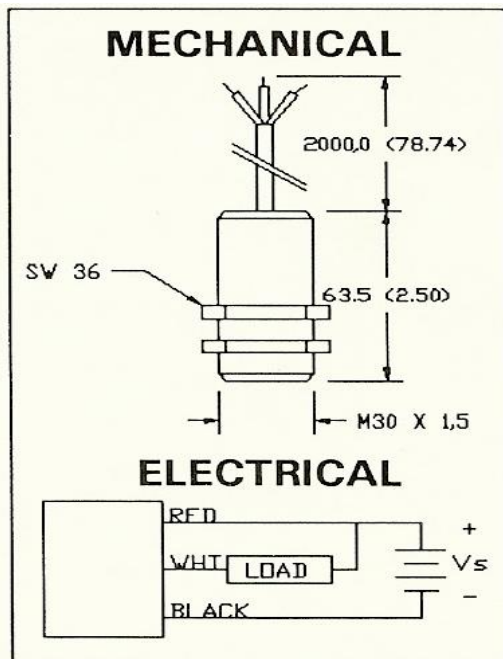 MECHANICAL
2000,0 (78.74)
SW 36
63.5 (2.50)
M30 X 1,5
ELECTRICAL
RED
+
WHT
LOAD
Vs
BLACK
-